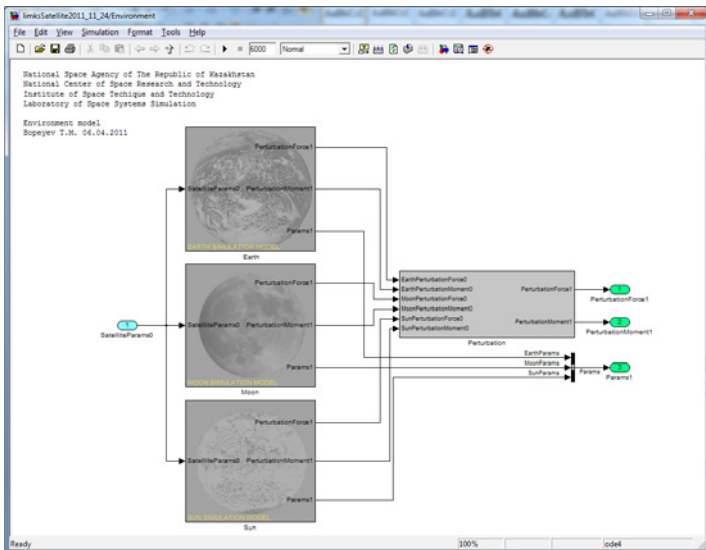 limksSatellite2011_11_24/Environment
File Edit View Simulation Format Tools Help
6000 Normal
National Space Agency of The Republic of Kazakhstan
National Center of Space Research and Technology
Institute of Space Techique and Technology
Laboratory of Space Systems Simulation
Environment model
Bopeyev T.M. 06.04.2011
PerturbationForce1
SatelliteParams0 PerturbationMoment1
Params1
EARTH SIMULATION MODEL
Earth
PerturbationForce1
SatelliteParams0 PerturbationMoment1
Params1
MOON SIMULATION MODEL
Moon
PerturbationForce1
SatelliteParams0 PerturbationMoment1
Params1
SUN SIMULATION MODEL
Sun
1
SatelliteParams0
EarthPerturbationForce0
EarthPerturbationMoment0
MoonPerturbationForce0
MoonPerturbationMoment0
SunPerturbationForce0
SunPerturbationMoment0
PerturbationForce1
PerturbationMoment1
Perturbation
1
PerturbationForce1
2
PerturbationMoment1
EarthParams
MoonParams
SunParams
Params
3
Params1
Ready 100% ode4